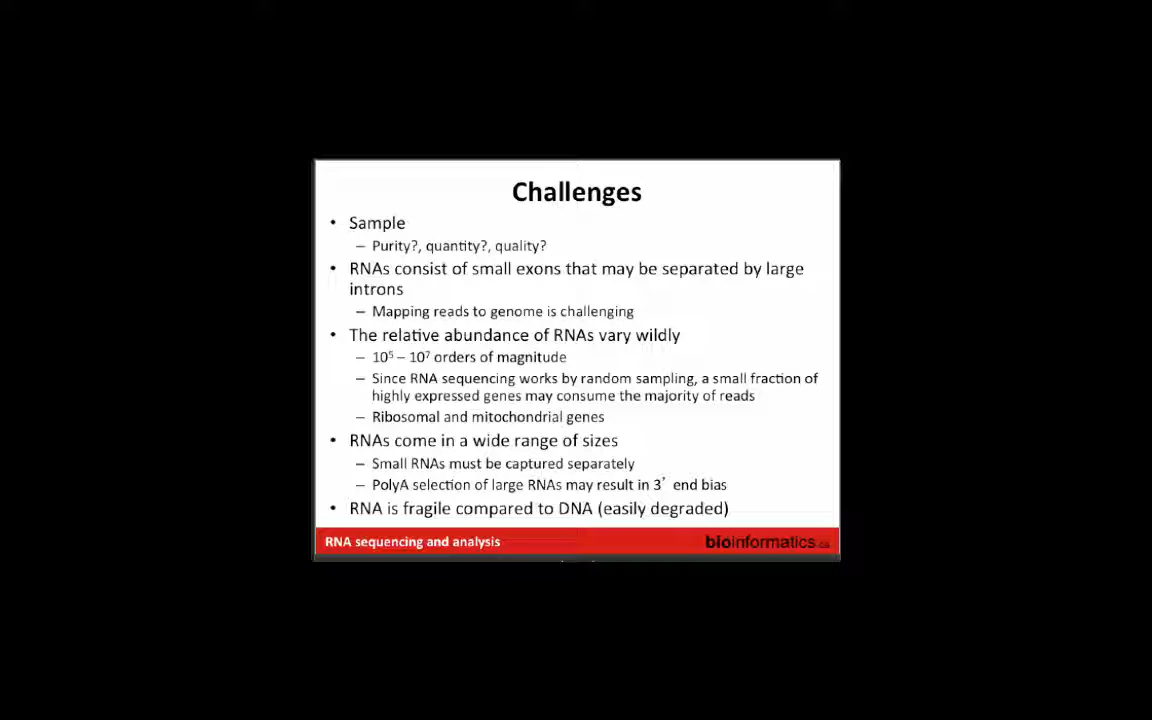 Challenges
• Sample
– Purity?, quantity?, quality?
• RNAs consist of small exons that may be separated by large
introns
– Mapping reads to genome is challenging
• The relative abundance of RNAs vary wildly
– 10⁵ – 10⁷ orders of magnitude
– Since RNA sequencing works by random sampling, a small fraction of
highly expressed genes may consume the majority of reads
– Ribosomal and mitochondrial genes
• RNAs come in a wide range of sizes
– Small RNAs must be captured separately
– PolyA selection of large RNAs may result in 3’ end bias
• RNA is fragile compared to DNA (easily degraded)
RNA sequencing and analysis
bioinformatics.ca